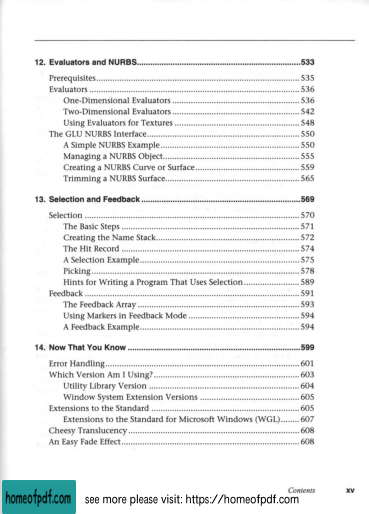 12. Evaluators and NURBS....................................................533
Prerequisites.................................................................... 535
Evaluators ...................................................................... 536
One-Dimensional Evaluators .......................................... 536
Two-Dimensional Evaluators .......................................... 542
Using Evaluators for Textures ......................................... 548
The GLU NURBS Interface................................................... 550
A Simple NURBS Example.............................................. 550
Managing a NURBS Object............................................. 555
Creating a NURBS Curve or Surface................................... 559
Trimming a NURBS Surface............................................. 565
13. Selection and Feedback ..................................................569
Selection ........................................................................ 570
The Basic Steps ............................................................ 571
Creating the Name Stack................................................ 572
The Hit Record ............................................................ 574
A Selection Example...................................................... 575
Picking....................................................................... 578
Hints for Writing a Program That Uses Selection................... 589
Feedback ........................................................................ 591
The Feedback Array ...................................................... 593
Using Markers in Feedback Mode .................................... 594
A Feedback Example...................................................... 594
14. Now That You Know ......................................................599
Error Handling................................................................. 601
Which Version Am I Using?................................................. 603
Utility Library Version .................................................. 604
Window System Extension Versions ................................. 605
Extensions to the Standard ................................................. 605
Extensions to the Standard for Microsoft Windows (WGL)....... 607
Cheesy Translucency .......................................................... 608
An Easy Fade Effect............................................................ 608
Contents xv
homeofpdf.com see more please visit: https://homeofpdf.com